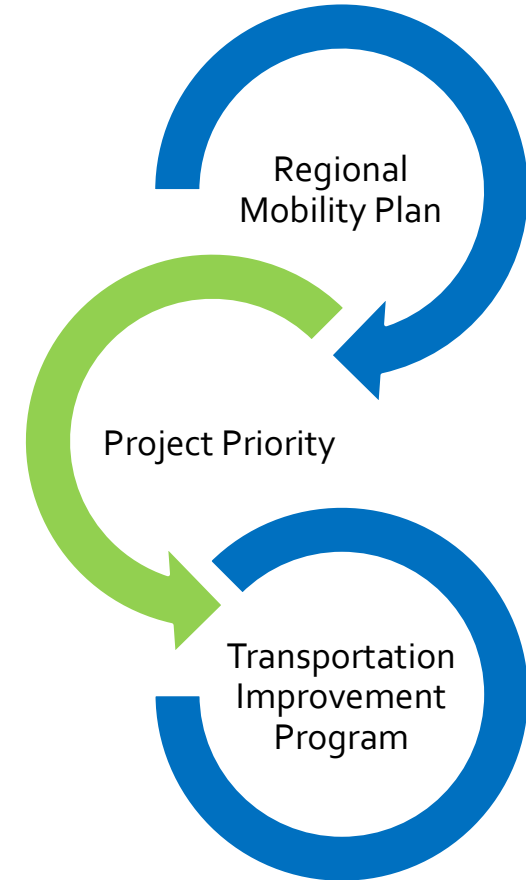 Regional
Mobility Plan
Project Priority
Transportation
Improvement
Program